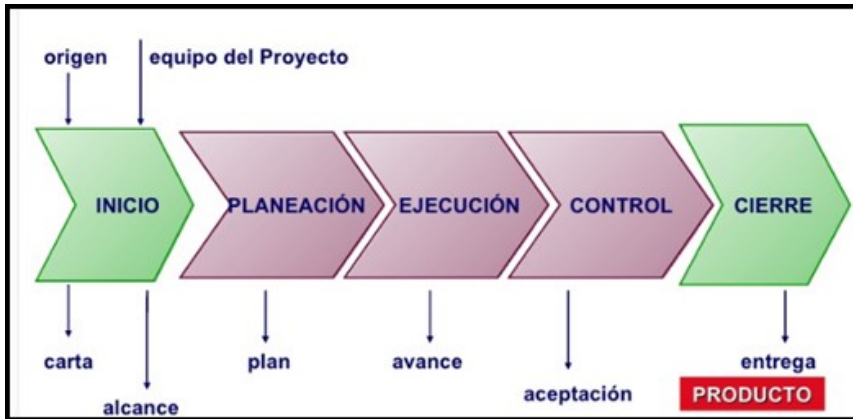 origen
equipo del Proyecto
INICIO
PLANEACIÓN
EJECUCIÓN
CONTROL
CIERRE
carta
plan
avance
entrega
aceptación
PRODUCTO
alcance